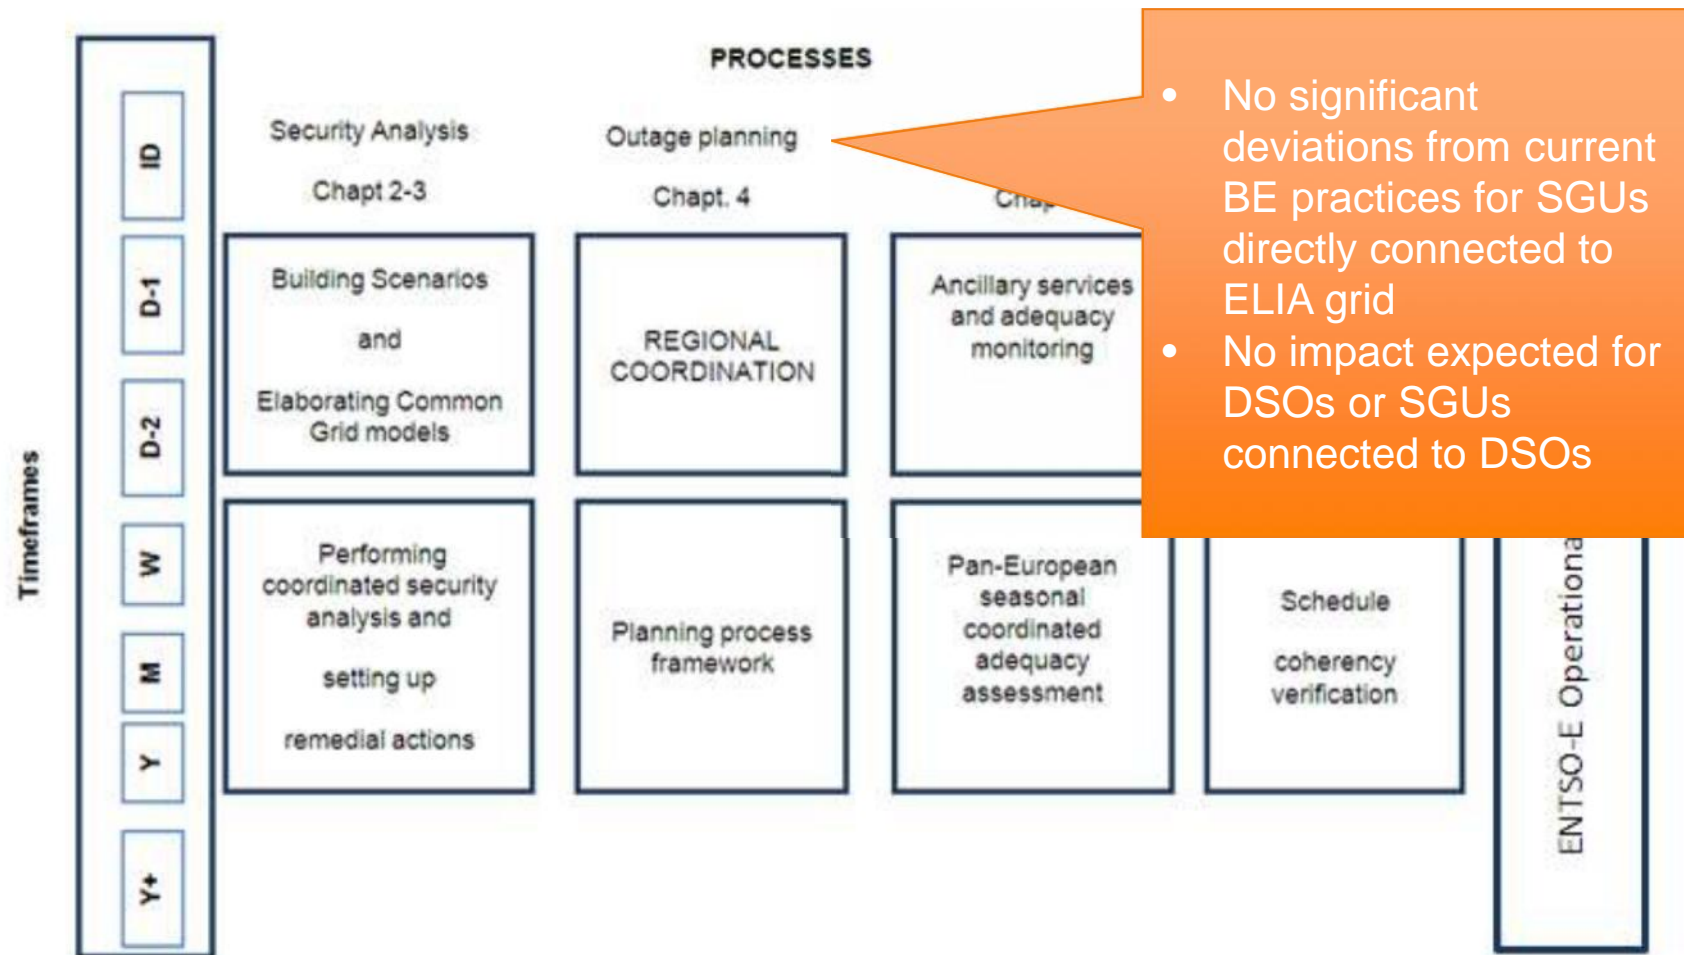 PROCESSES
Security Analysis
Chapt 2-3
Outage planning
Chapt. 4
• No significant
deviations from current
BE practices for SGUs
directly connected to
ELIA grid
• No impact expected for
DSOs or SGUs
connected to DSOs
Timeframes
ID
D-1
D-2
W
M
Y
Y+
Building Scenarios
and
Elaborating Common
Grid models
REGIONAL
COORDINATION
Ancillary services
and adequacy
monitoring
Performing
coordinated security
analysis and
setting up
remedial actions
Planning process
framework
Pan-European
seasonal
coordinated
adequacy
assessment
Schedule
coherency
verification
ENTSO-E Operationa